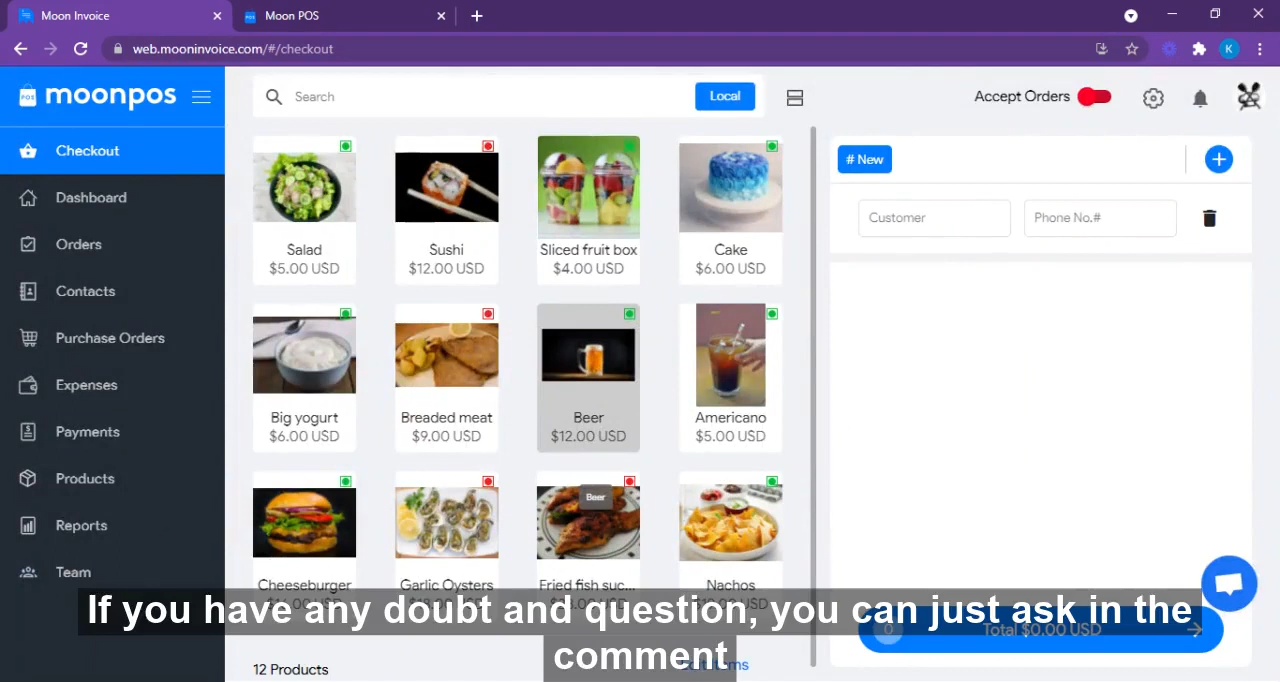 Moon Invoice
Moon POS
web.mooninvoice.com/#/checkout
K
POS
moonpos
Search
Local
Accept Orders
Checkout
Dashboard
Orders
Contacts
Purchase Orders
Expenses
Payments
Products
Reports
Team
Salad
$5.00 USD
Sushi
$12.00 USD
Sliced fruit box
$4.00 USD
Cake
$6.00 USD
Big yogurt
$6.00 USD
Breaded meat
$9.00 USD
Beer
$12.00 USD
Americano
$5.00 USD
Beer
Cheeseburger
Garlic Oysters
Fried fish suc...
Nachos
# New
Customer
Phone No.#
0
Total $0.00 USD
12 Products
If you have any doubt and question, you can just ask in the
comment